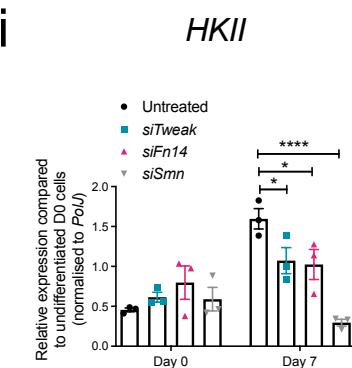 i
HKII
Untreated
siTweak
siFn14
siSmn
****
*
*
Relative expression compared
to undifferentiated D0 cells
(normalised to PolJ)
2.0
1.5
1.0
0.5
0.0
Day 0
Day 7